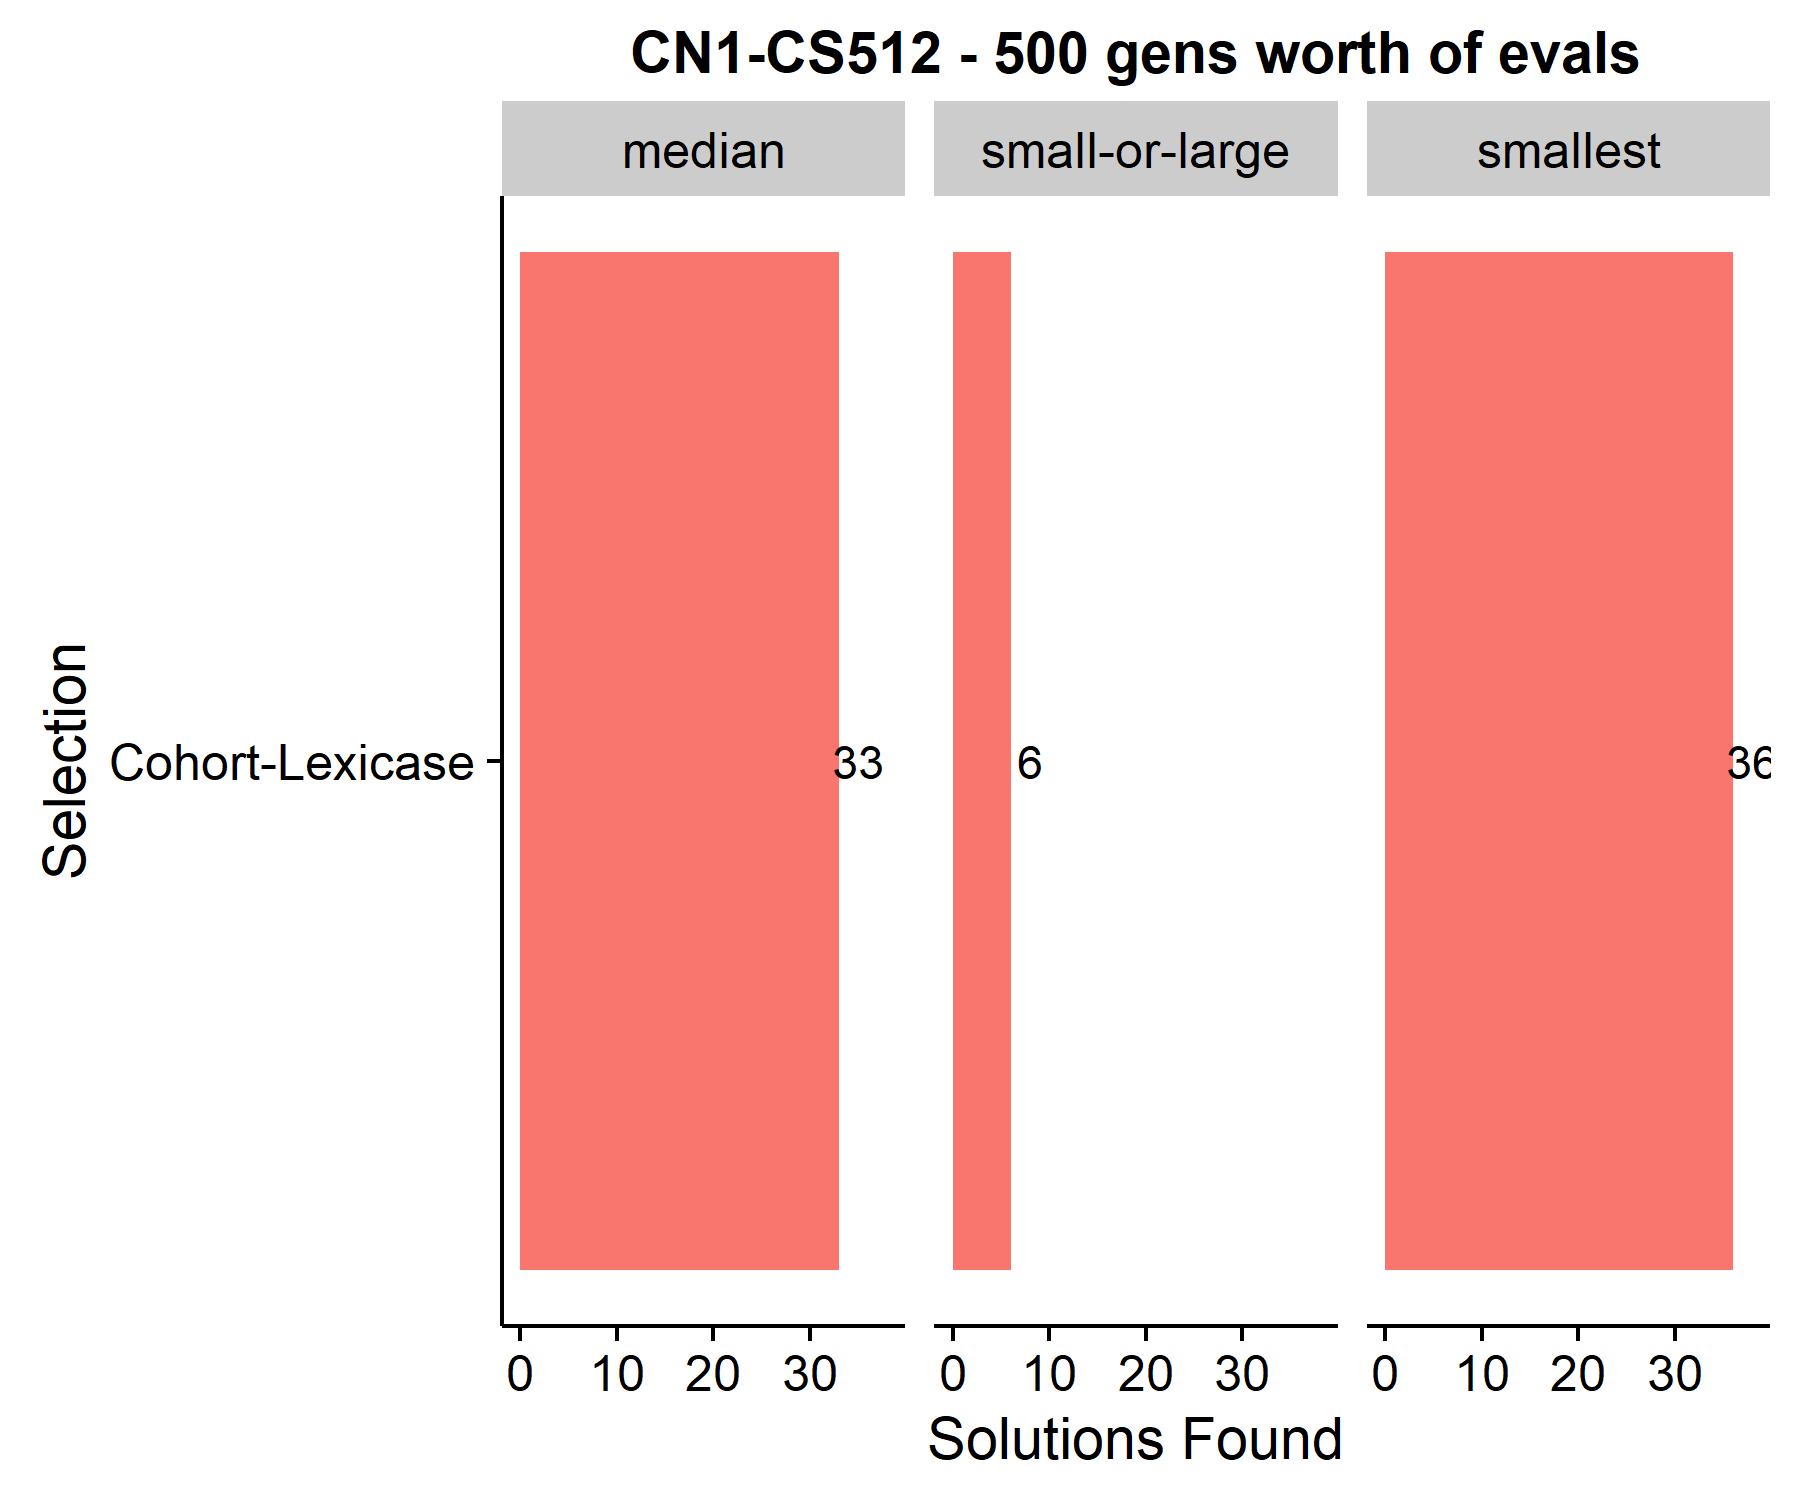 CN1-CS512 - 500 gens worth of evals
median small-or-large smallest
Selection
Cohort-Lexicase
33 6 36
0 10 20 30 0 10 20 30 0 10 20 30
Solutions Found